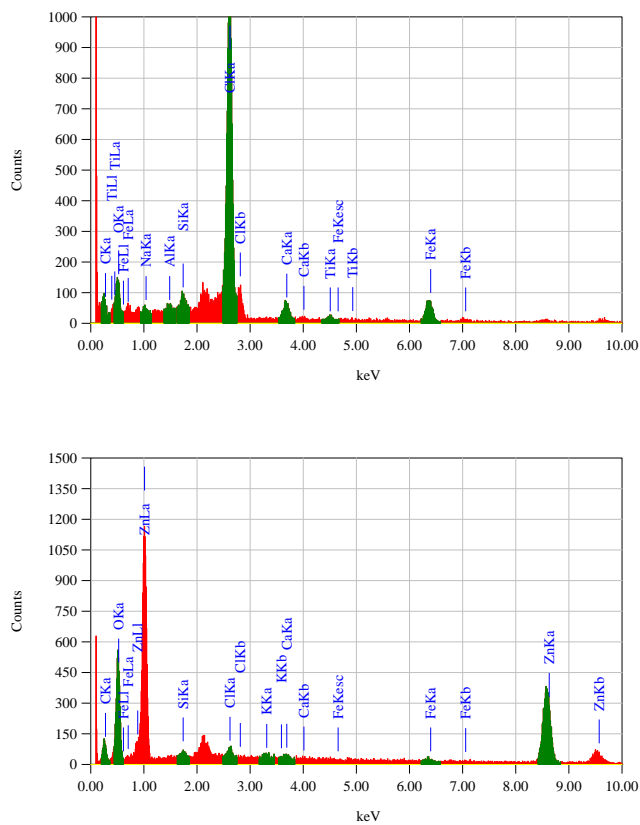 1000
900
800
700
600
500
400
300
200
100
0
Counts
CKa
TiLl
TiLa
OKa
FeLl
FeLa
NaKa
AlKa
SiKa
ClKa
ClKb
CaKa
CaKb
TiKa
FeKesc
TiKb
FeKa
FeKb
0.00 1.00 2.00 3.00 4.00 5.00 6.00 7.00 8.00 9.00 10.00
keV
1500
1350
1200
1050
900
750
600
450
300
150
0
Counts
CKa
OKa
FeLl
FeLa
ZnLl
ZnLa
SiKa
ClKa
ClKb
KKa
KKb
CaKa
CaKb
FeKesc
FeKa
FeKb
ZnKa
ZnKb
0.00 1.00 2.00 3.00 4.00 5.00 6.00 7.00 8.00 9.00 10.00
keV